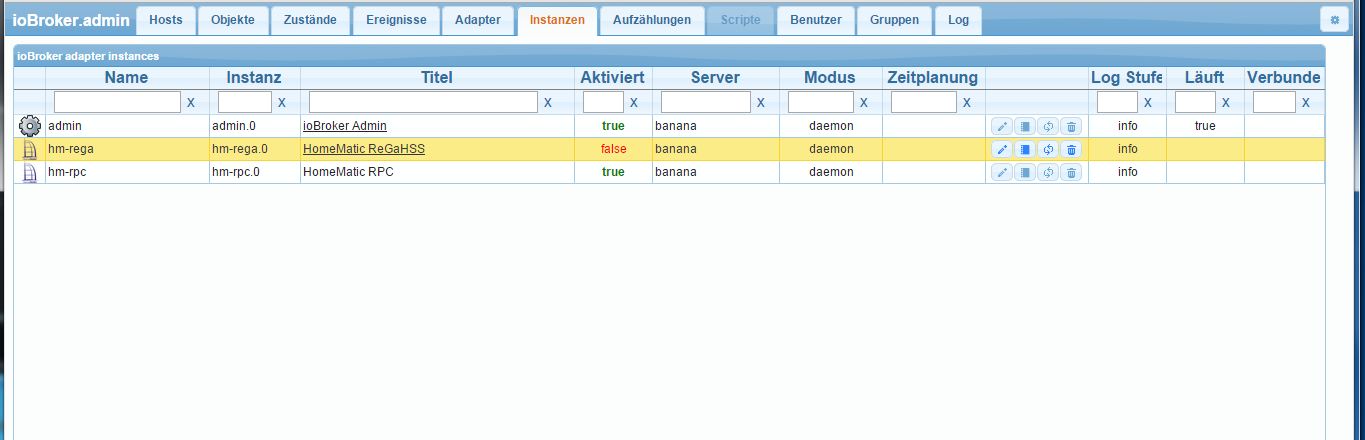 ioBroker.admin Hosts Objekte Zustände Ereignisse Adapter Instanzen Aufzählungen Scripte Benutzer Gruppen Log
ioBroker adapter instances
Name Instanz Titel Aktiviert Server Modus Zeitplanung Log Stufe Läuft Verbunde
X X X X X X X X X X
admin admin.0 ioBroker Admin true banana daemon info true
hm-rega hm-rega.0 HomeMatic ReGaHSS false banana daemon info
hm-rpc hm-rpc.0 HomeMatic RPC true banana daemon info